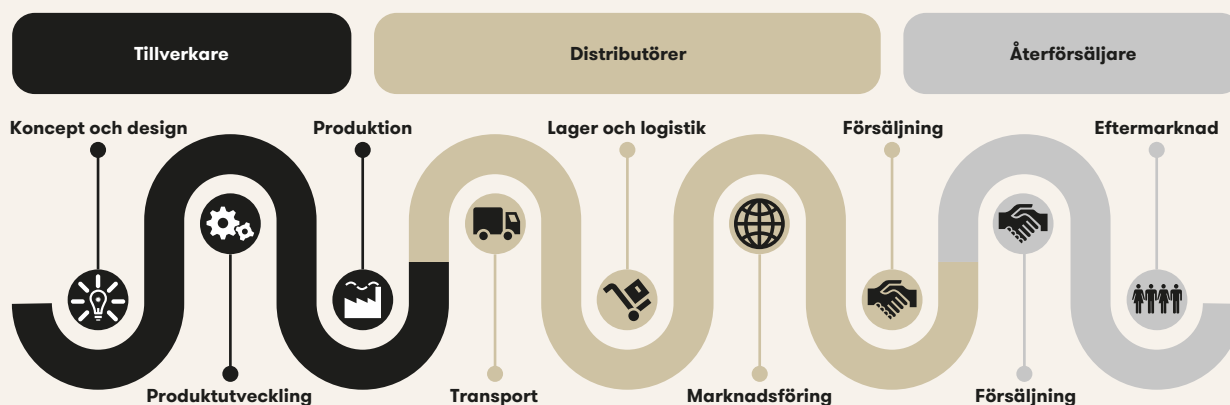 Tillverkare
Distributörer
Återförsäljare
Koncept och design
Produktion
Lager och logistik
Försäljning
Eftermarknad
Produktutveckling
Transport
Marknadsföring
Försäljning